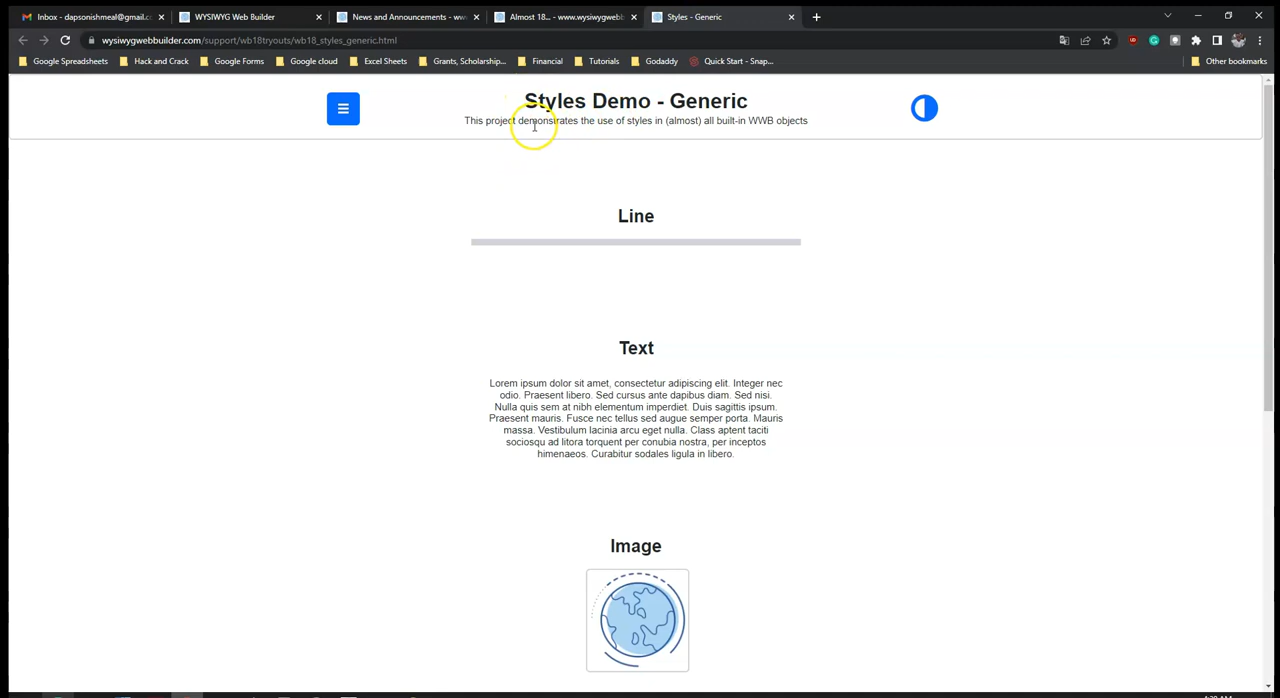 Inbox - dapsonishmeal@gmail.c
WYSIWYG Web Builder
News and Announcements - ww
Almost 18... - www.wysiwygwebb
Styles - Generic
wysiwygwebbuilder.com/support/wb18tryouts/wb18_styles_generic.html
Google Spreadsheets
Hack and Crack
Google Forms
Google cloud
Excel Sheets
Grants, Scholarship...
Financial
Tutorials
Godaddy
Quick Start - Snap...
Other bookmarks
Styles Demo - Generic
This project demonstrates the use of styles in (almost) all built-in WWB objects
Line
Text
Lorem ipsum dolor sit amet, consectetur adipiscing elit. Integer nec
odio. Praesent libero. Sed cursus ante dapibus diam. Sed nisi.
Nulla quis sem at nibh elementum imperdiet. Duis sagittis ipsum.
Praesent mauris. Fusce nec tellus sed augue semper porta. Mauris
massa. Vestibulum lacinia arcu eget nulla. Class aptent taciti
sociosqu ad litora torquent per conubia nostra, per inceptos
himenaeos. Curabitur sodales ligula in libero.
Image